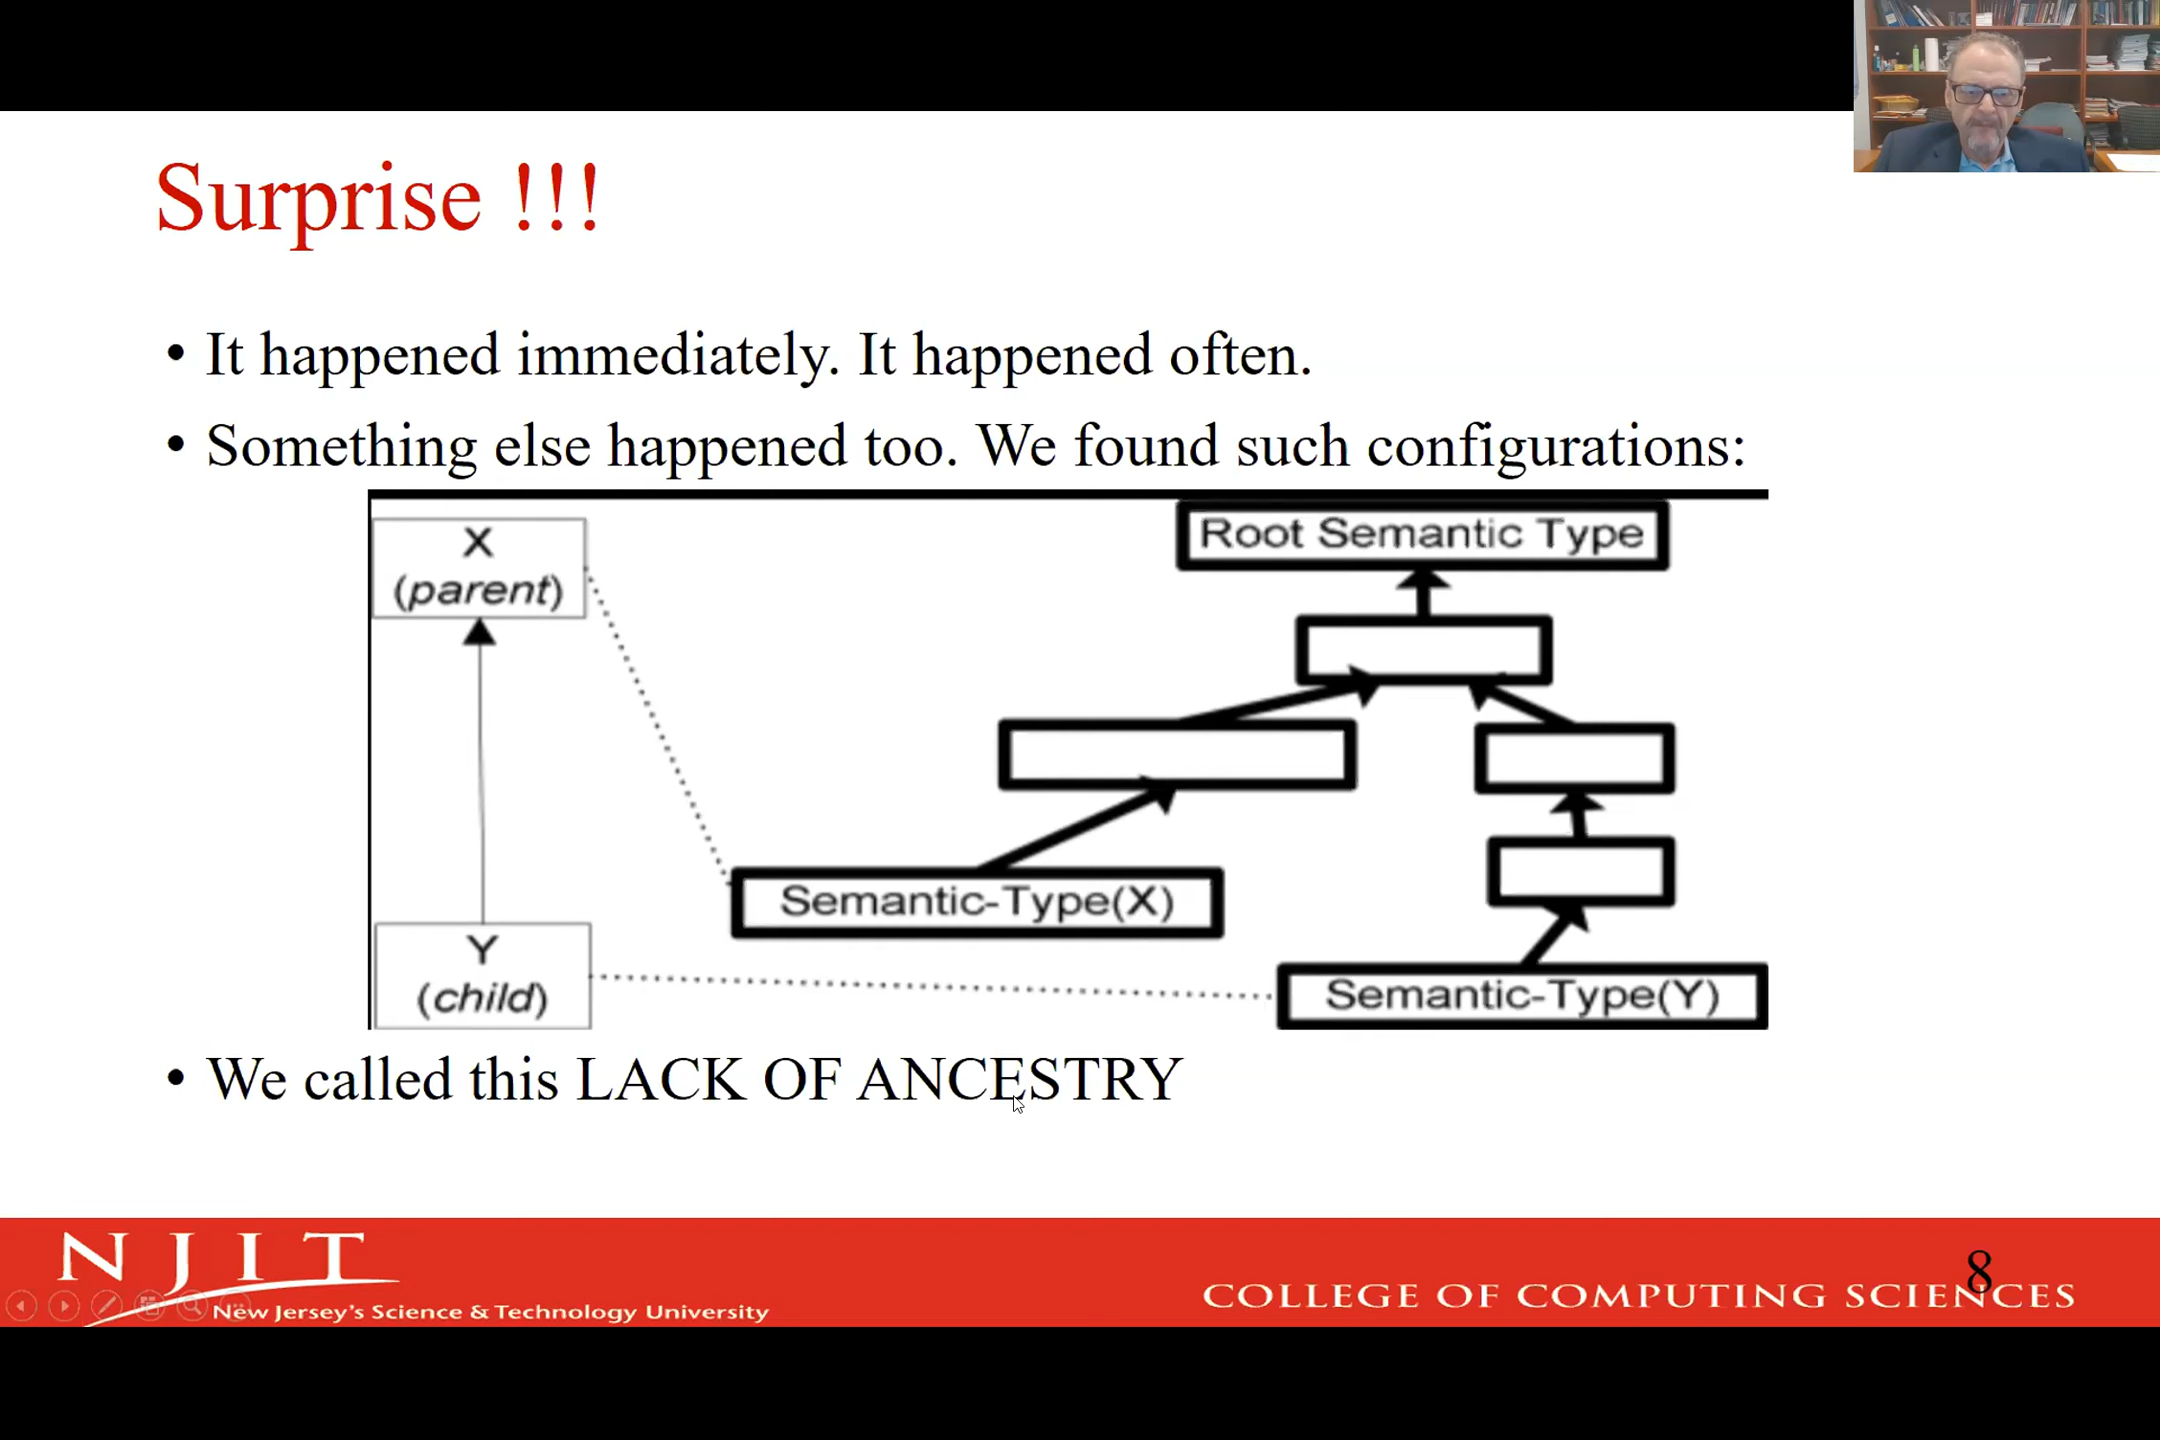 Surprise !!!
• It happened immediately. It happened often.
• Something else happened too. We found such configurations:
X
(parent)
Root Semantic Type
Semantic-Type(X)
Y
(child)
Semantic-Type(Y)
• We called this LACK OF ANCESTRY
NJIT
New Jersey's Science & Technology University
8
COLLEGE OF COMPUTING SCIENCES